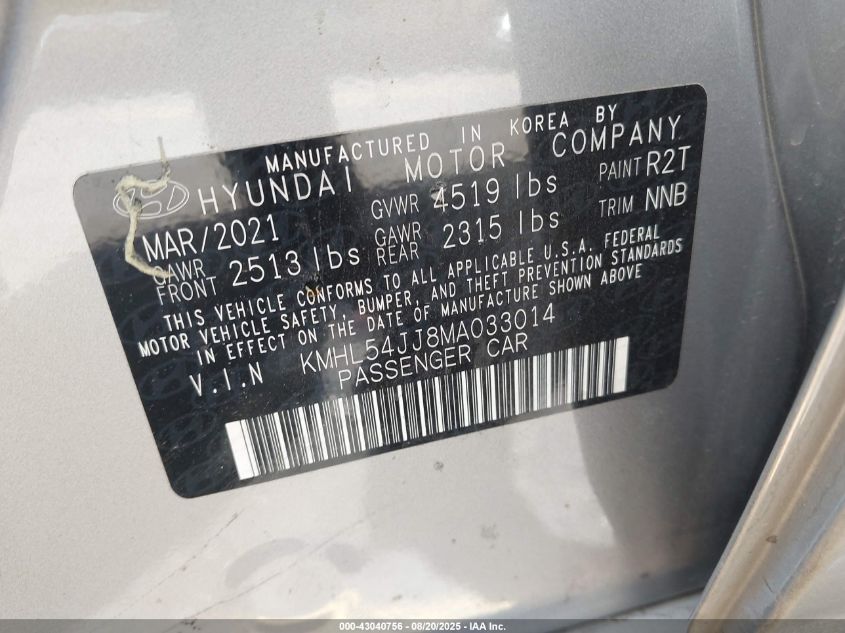 MANUFACTURED IN KOREA BY
HYUNDAI MOTOR COMPANY
MAR/2021 GVWR 4519 lbs PAINT R2T
GAWR FRONT 2513 lbs GAWR REAR 2315 lbs TRIM NNB
THIS VEHICLE CONFORMS TO ALL APPLICABLE U.S.A. FEDERAL
MOTOR VEHICLE SAFETY, BUMPER, AND THEFT PREVENTION STANDARDS
IN EFFECT ON THE DATE OF MANUFACTURE SHOWN ABOVE
V.I.N KMHL54JJ8MA033014
PASSENGER CAR
000-43040756 - 08/20/2025 - IAA Inc.